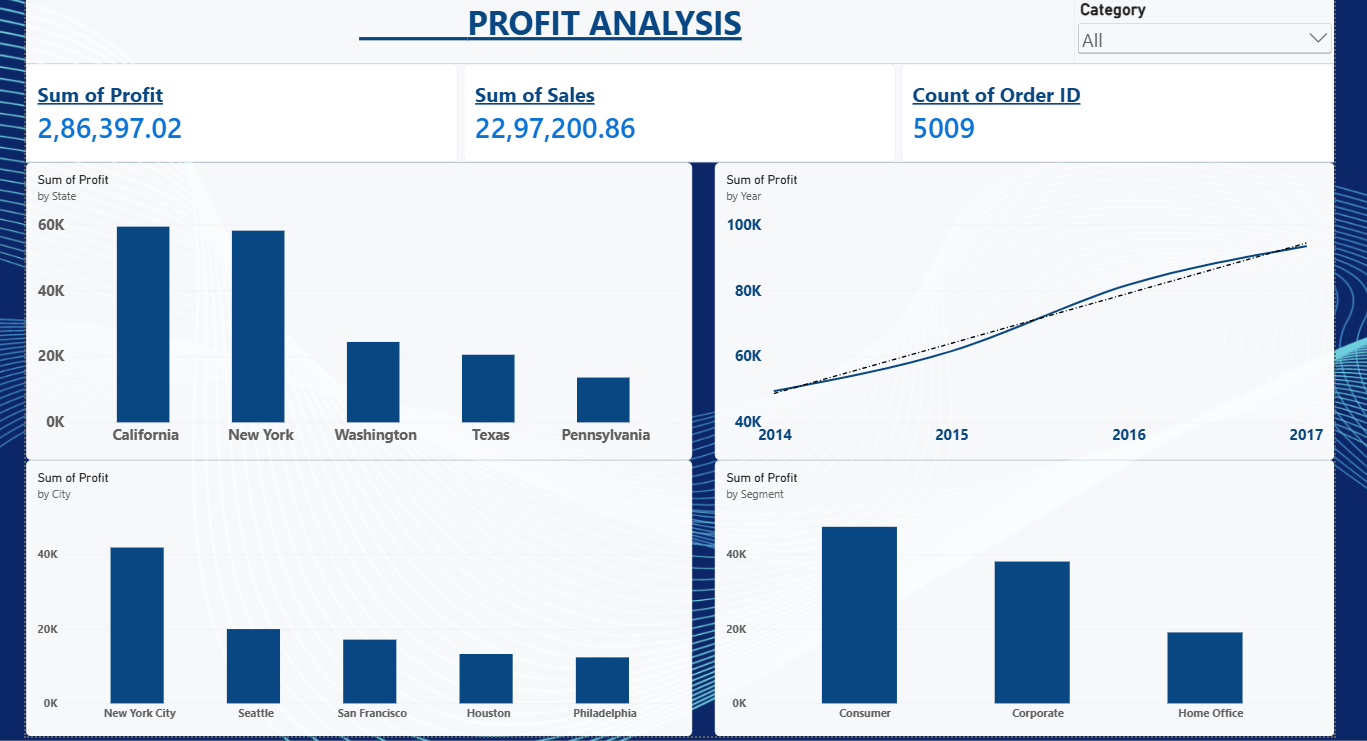 PROFIT ANALYSIS
Category
All
Sum of Profit
2,86,397.02
Sum of Sales
22,97,200.86
Count of Order ID
5009
Sum of Profit
by State
60K
40K
20K
0K
California New York Washington Texas Pennsylvania
Sum of Profit
by Year
100K
80K
60K
40K
2014 2015 2016 2017
Sum of Profit
by City
40K
20K
0K
New York City Seattle San Francisco Houston Philadelphia
Sum of Profit
by Segment
40K
20K
0K
Consumer Corporate Home Office